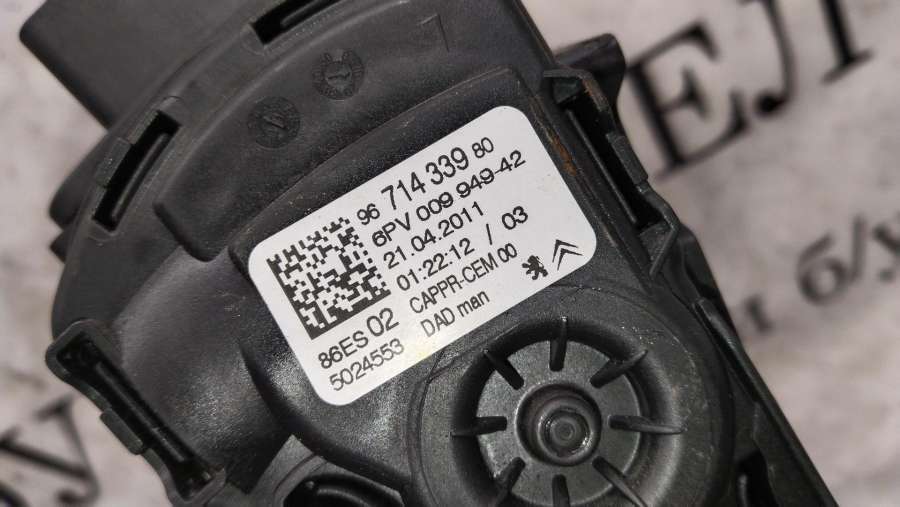 96 714 339 80
6PV 009 949-42
21.04.2011
01:22:12 / 03
CAPPR-CEM 00
86ES 02
DAD man
5024553
б/у